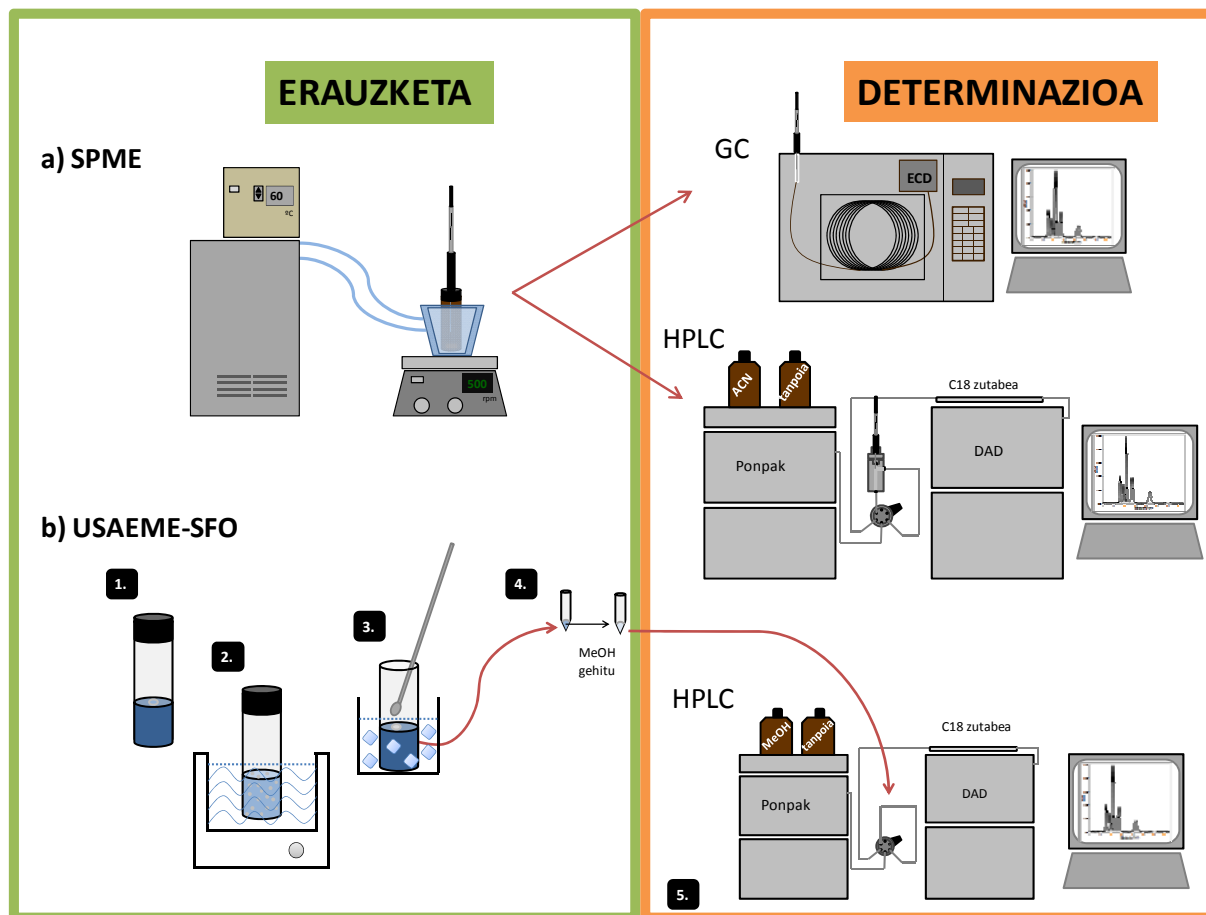 ERAUZKETA
a) SPME
60
ºC
500
rpm
b) USAEME-SFO
1.
2.
3.
4.
MeOH
gehitu
DETERMINAZIOA
GC
ECD
HPLC
ACN
tanpoia
C18 zutabea
Ponpak
DAD
HPLC
MeOH
tanpoia
C18 zutabea
Ponpak
DAD
5.